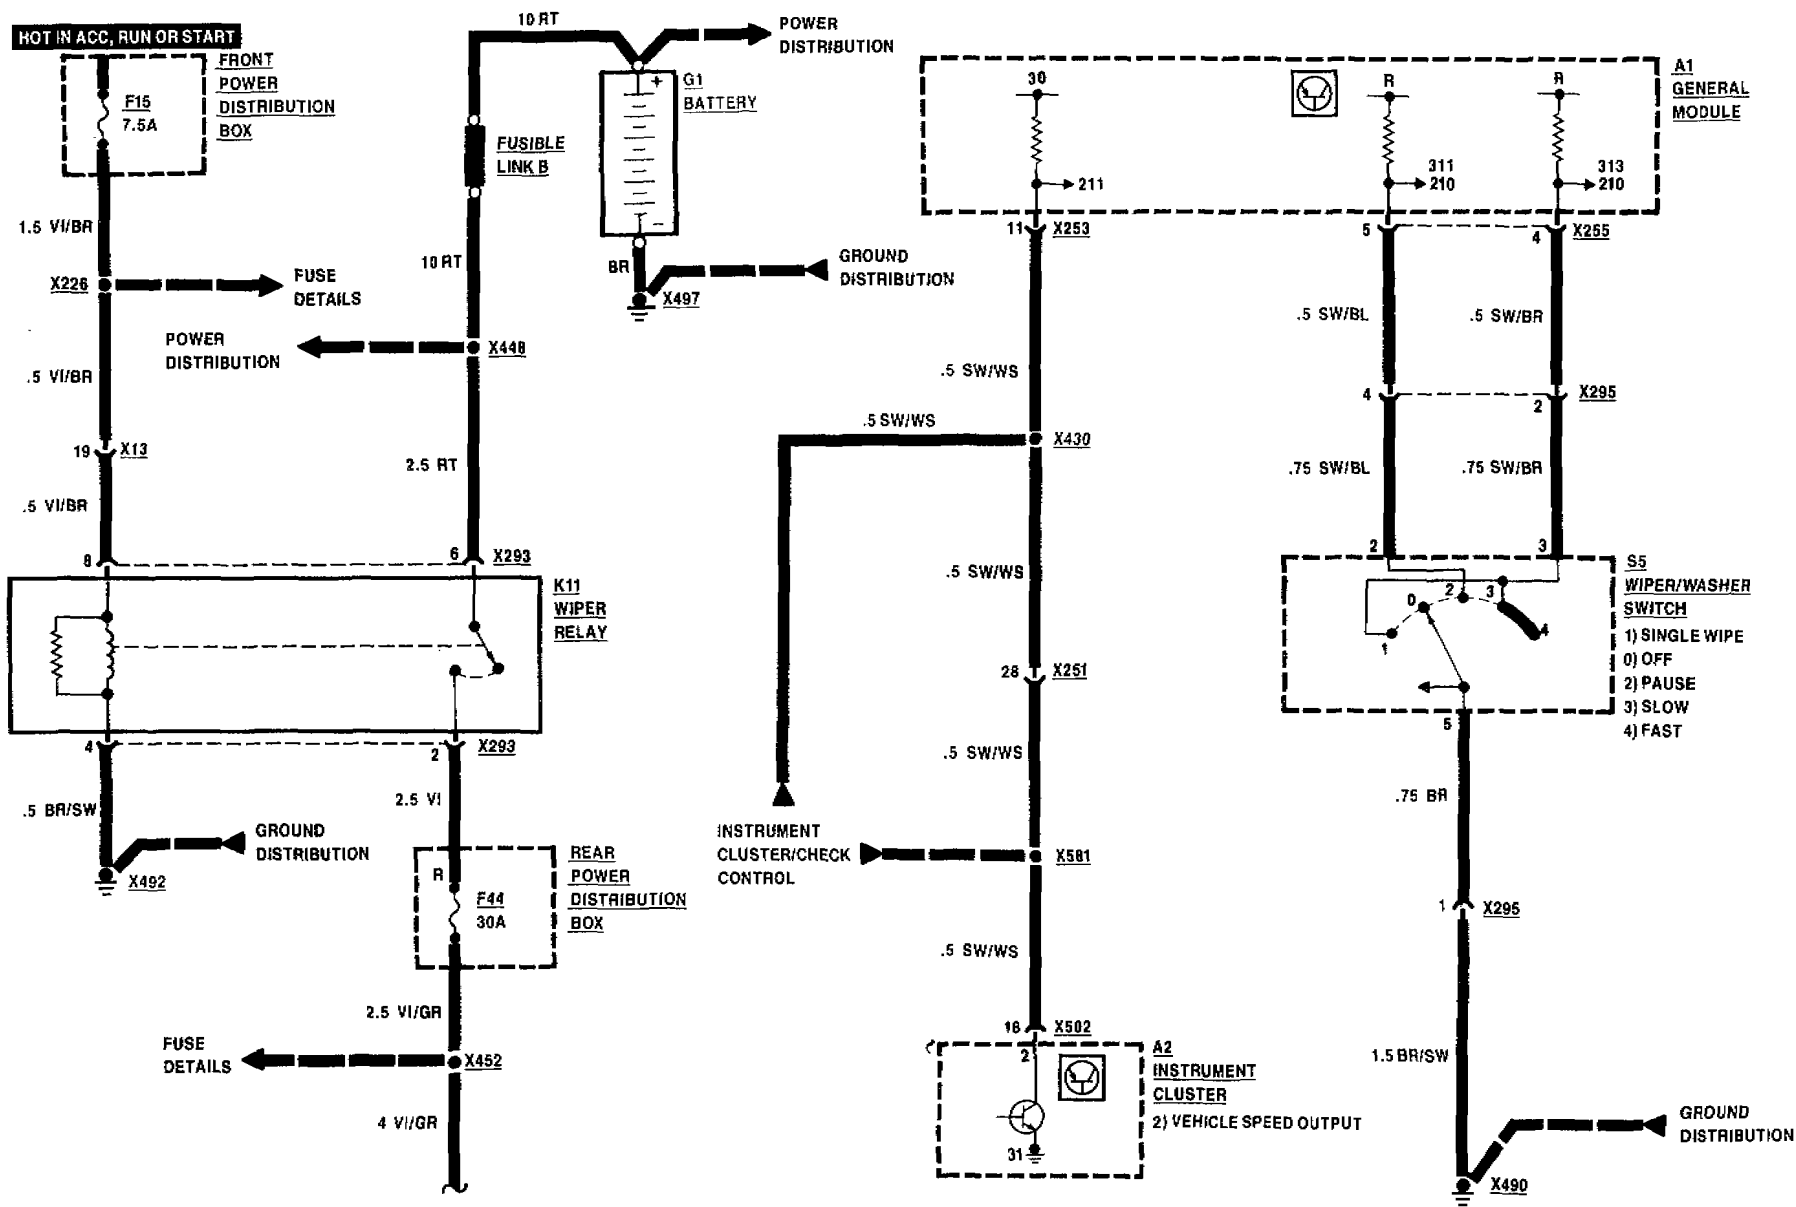 HOT IN ACC, RUN OR START
FRONT
POWER
DISTRIBUTION
BOX
F15
7.5A
1.5 VI/BR
X226
FUSE
DETAILS
.5 VI/BR
19
X13
.5 VI/BR
8
10 RT
POWER
DISTRIBUTION
G1
BATTERY
+
−
FUSIBLE
LINK B
10 RT
BR
X497
GROUND
DISTRIBUTION
POWER
DISTRIBUTION
X448
2.5 RT
6
X293
K11
WIPER
RELAY
4
2
X293
.5 BR/SW
GROUND
DISTRIBUTION
X492
2.5 VI
REAR
POWER
DISTRIBUTION
BOX
R
F44
30A
2.5 VI/GR
FUSE
DETAILS
X452
4 VI/GR
A1
GENERAL
MODULE
30
211
R
311
210
R
313
210
11
X253
5
4
X255
.5 SW/WS
.5 SW/WS
X430
.5 SW/WS
28
X251
.5 SW/WS
INSTRUMENT
CLUSTER/CHECK
CONTROL
X581
.5 SW/WS
18
X502
2
A2
INSTRUMENT
CLUSTER
2) VEHICLE SPEED OUTPUT
31
.5 SW/BL
.5 SW/BR
4
2
X295
.75 SW/BL
.75 SW/BR
2
3
S5
WIPER/WASHER
SWITCH
1) SINGLE WIPE
0) OFF
2) PAUSE
3) SLOW
4) FAST
0
2
3
4
1
5
.75 BR
1
X295
1.5 BR/SW
GROUND
DISTRIBUTION
X490